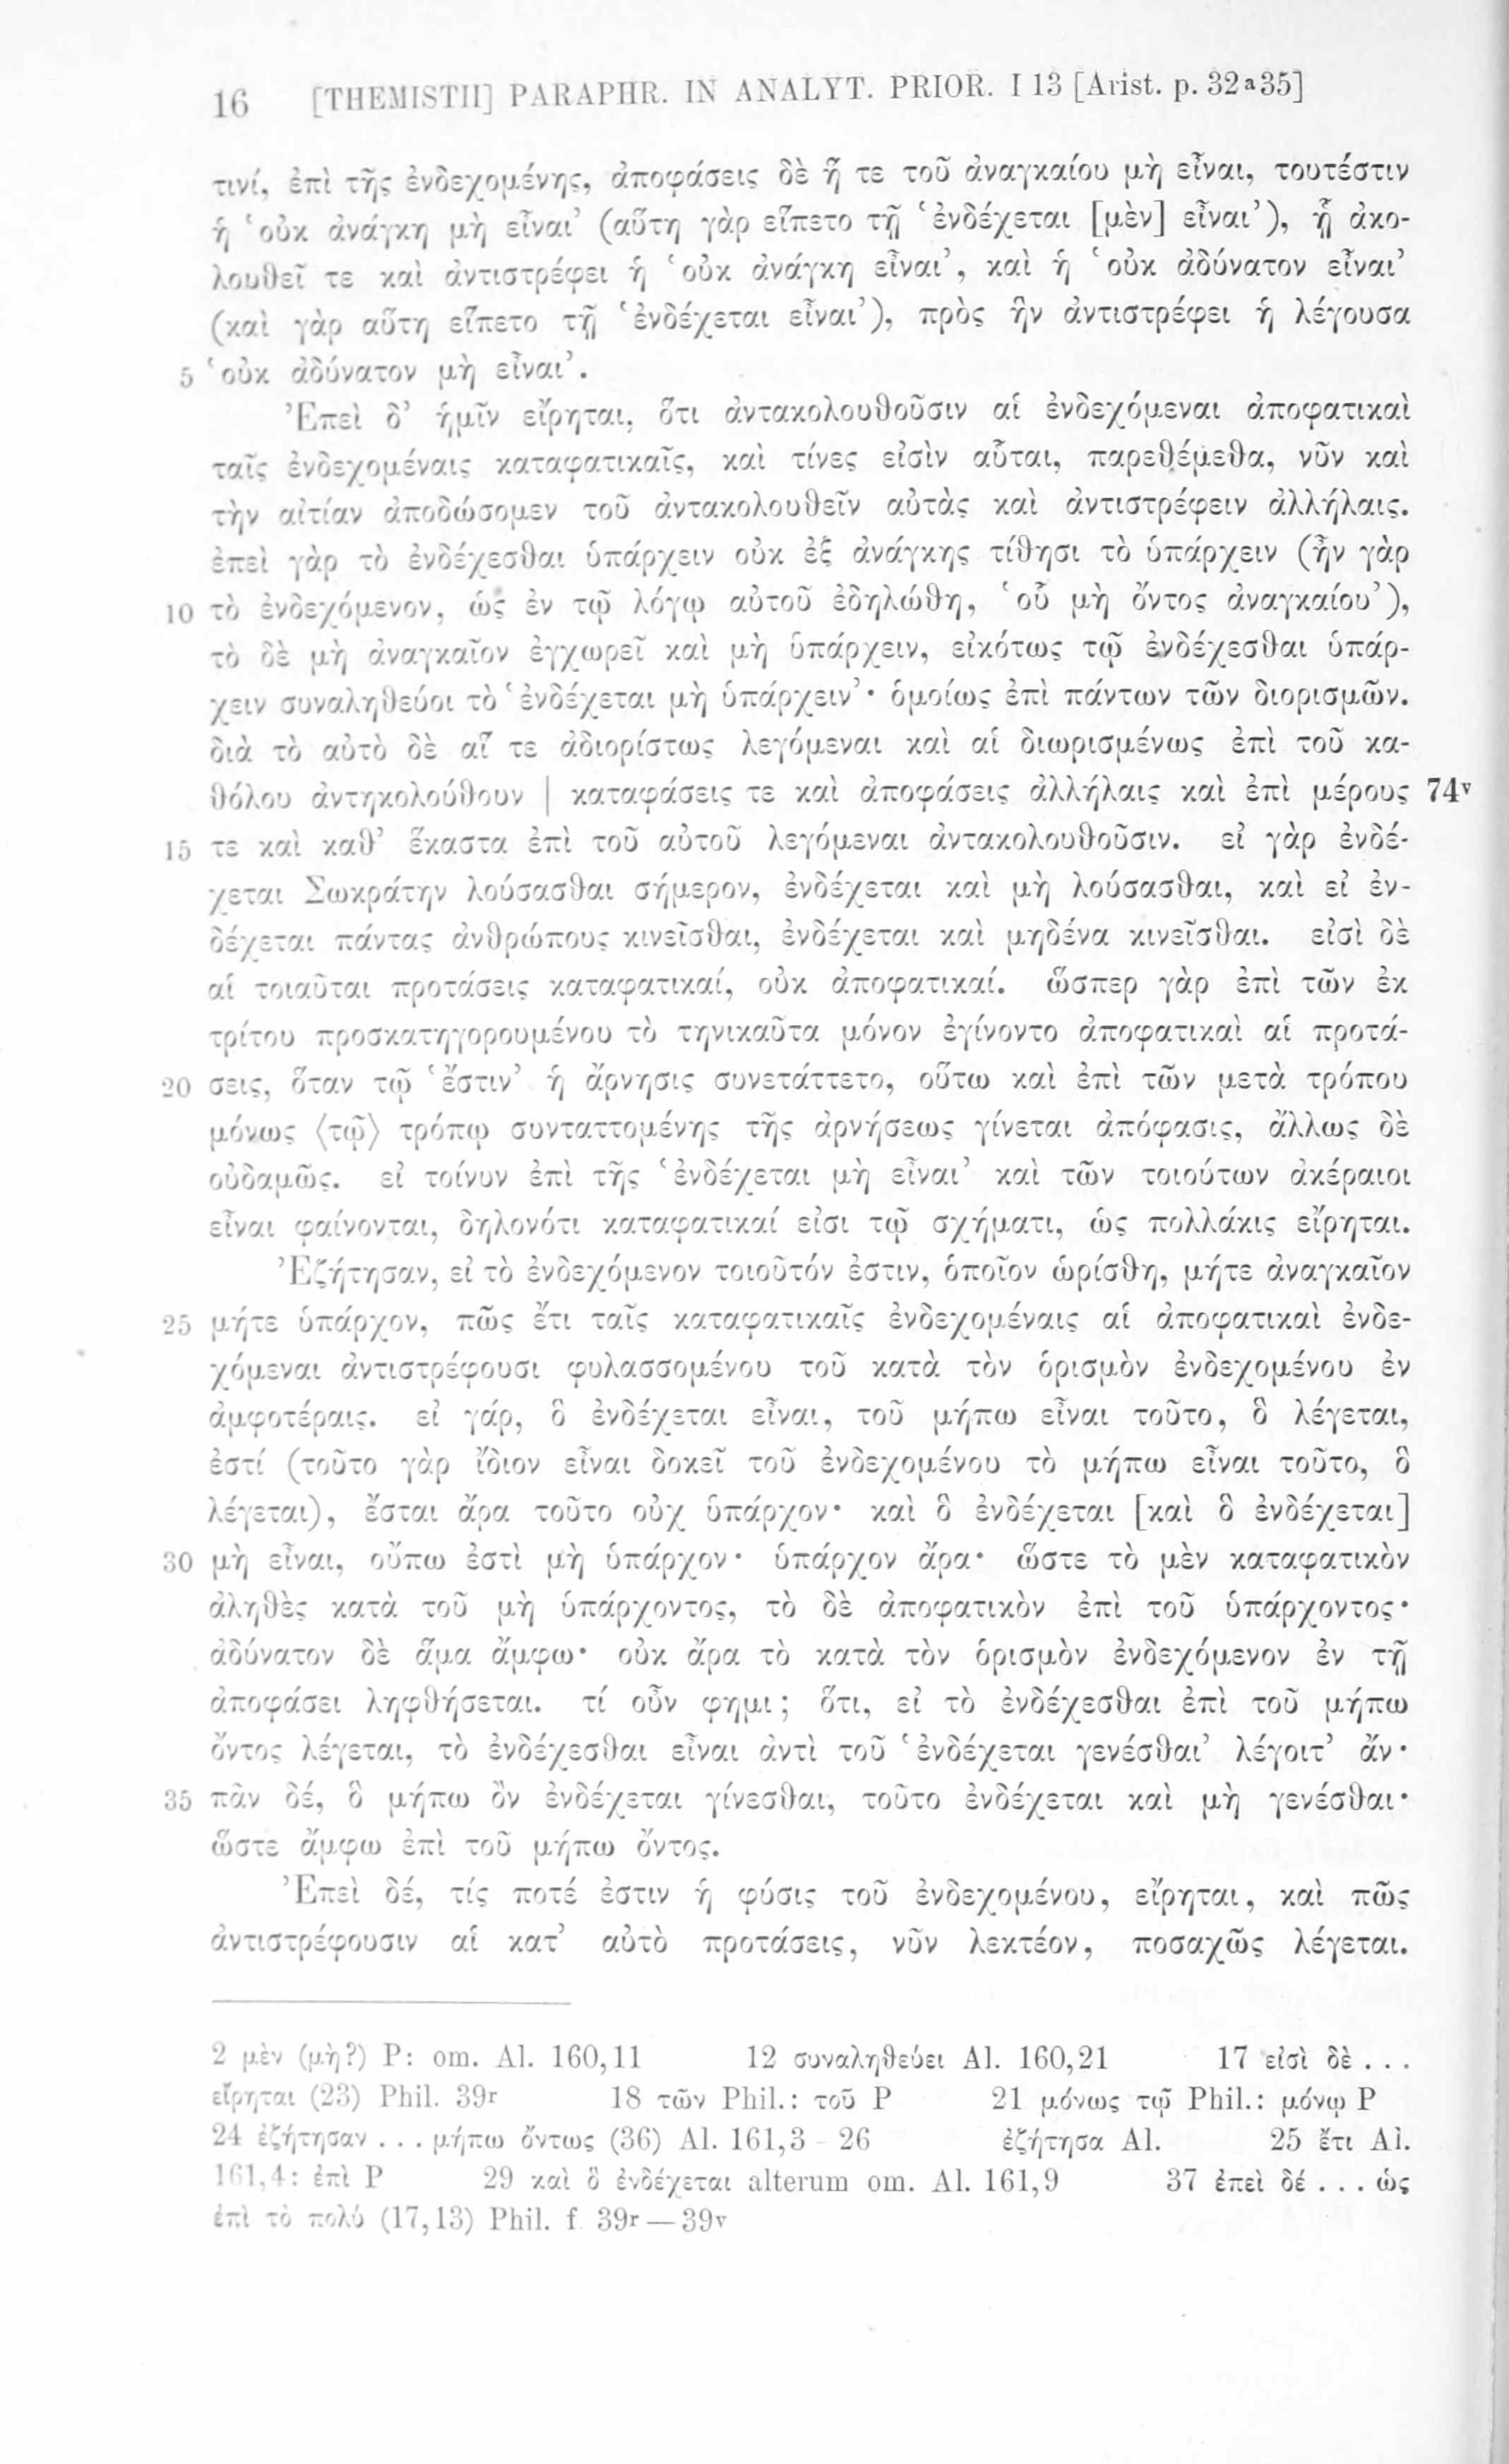 16 [THEMISTII] PARAPHR. IN ANALYT. PRIOR. I 13 [Arist. p. 32ᵃ35]
τινί, ἐπὶ τῆς ἐνδεχομένης, ἀποφάσεις δὲ ἥ τε τοῦ ἀναγκαίου μὴ εἶναι, τουτέστιν
ἡ ‘οὐκ ἀνάγκη μὴ εἶναι’ (αὕτη γὰρ εἵπετο τῇ ‘ἐνδέχεται [μὲν] εἶναι’), ᾗ ἀκο-
λουθεῖ τε καὶ ἀντιστρέφει ἡ ‘οὐκ ἀνάγκη εἶναι’, καὶ ἡ ‘οὐκ ἀδύνατον εἶναι’
(καὶ γὰρ αὕτη εἵπετο τῇ ‘ἐνδέχεται εἶναι’), πρὸς ἣν ἀντιστρέφει ἡ λέγουσα
5 ‘οὐκ ἀδύνατον μὴ εἶναι’.
Ἐπεὶ δ’ ἡμῖν εἴρηται, ὅτι ἀντακολουθοῦσιν αἱ ἐνδεχόμεναι ἀποφατικαὶ
ταῖς ἐνδεχομέναις καταφατικαῖς, καὶ τίνες εἰσὶν αὗται, παρεθέμεθα, νῦν καὶ
τὴν αἰτίαν ἀποδώσομεν τοῦ ἀντακολουθεῖν αὐτὰς καὶ ἀντιστρέφειν ἀλλήλαις.
ἐπεὶ γὰρ τὸ ἐνδέχεσθαι ὑπάρχειν οὐκ ἐξ ἀνάγκης τίθησι τὸ ὑπάρχειν (ἦν γὰρ
10 τὸ ἐνδεχόμενον, ὡς ἐν τῷ λόγῳ αὐτοῦ ἐδηλώθη, ‘οὗ μὴ ὄντος ἀναγκαίου’),
τὸ δὲ μὴ ἀναγκαῖον ἐγχωρεῖ καὶ μὴ ὑπάρχειν, εἰκότως τῷ ἐνδέχεσθαι ὑπάρ-
χειν συναληθεύοι τὸ ‘ἐνδέχεται μὴ ὑπάρχειν’· ὁμοίως ἐπὶ πάντων τῶν διορισμῶν.
διὰ τὸ αὐτὸ δὲ αἵ τε ἀδιορίστως λεγόμεναι καὶ αἱ διωρισμένως ἐπὶ τοῦ κα-
θόλου ἀντηκολούθουν | καταφάσεις τε καὶ ἀποφάσεις ἀλλήλαις καὶ ἐπὶ μέρους 74ᵛ
15 τε καὶ καθ’ ἕκαστα ἐπὶ τοῦ αὐτοῦ λεγόμεναι ἀντακολουθοῦσιν. εἰ γὰρ ἐνδέ-
χεται Σωκράτην λούσασθαι σήμερον, ἐνδέχεται καὶ μὴ λούσασθαι, καὶ εἰ ἐν-
δέχεται πάντας ἀνθρώπους κινεῖσθαι, ἐνδέχεται καὶ μηδένα κινεῖσθαι. εἰσὶ δὲ
αἱ τοιαῦται προτάσεις καταφατικαί, οὐκ ἀποφατικαί. ὥσπερ γὰρ ἐπὶ τῶν ἐκ
τρίτου προσκατηγορουμένου τὸ τηνικαῦτα μόνον ἐγίνοντο ἀποφατικαὶ αἱ προτά-
20 σεις, ὅταν τῷ ‘ἔστιν’ ἡ ἄρνησις συνετάττετο, οὕτω καὶ ἐπὶ τῶν μετὰ τρόπου
μόνως ⟨τῷ⟩ τρόπῳ συνταττομένης τῆς ἀρνήσεως γίνεται ἀπόφασις, ἄλλως δὲ
οὐδαμῶς. εἰ τοίνυν ἐπὶ τῆς ‘ἐνδέχεται μὴ εἶναι’ καὶ τῶν τοιούτων ἀκέραιοι
εἶναι φαίνονται, δηλονότι καταφατικαί εἰσι τῷ σχήματι, ὡς πολλάκις εἴρηται.
Ἐζήτησαν, εἰ τὸ ἐνδεχόμενον τοιοῦτόν ἐστιν, ὁποῖον ὡρίσθη, μήτε ἀναγκαῖον
25 μήτε ὑπάρχον, πῶς ἔτι ταῖς καταφατικαῖς ἐνδεχομέναις αἱ ἀποφατικαὶ ἐνδε-
χόμεναι ἀντιστρέφουσι φυλασσομένου τοῦ κατὰ τὸν ὁρισμὸν ἐνδεχομένου ἐν
ἀμφοτέραις. εἰ γάρ, ὃ ἐνδέχεται εἶναι, τοῦ μήπω εἶναι τοῦτο, ὃ λέγεται,
ἐστί (τοῦτο γὰρ ἴδιον εἶναι δοκεῖ τοῦ ἐνδεχομένου τὸ μήπω εἶναι τοῦτο, ὃ
λέγεται), ἔσται ἄρα τοῦτο οὐχ ὑπάρχον· καὶ ὃ ἐνδέχεται [καὶ ὃ ἐνδέχεται]
30 μὴ εἶναι, οὔπω ἐστὶ μὴ ὑπάρχον· ὑπάρχον ἄρα· ὥστε τὸ μὲν καταφατικὸν
ἀληθὲς κατὰ τοῦ μὴ ὑπάρχοντος, τὸ δὲ ἀποφατικὸν ἐπὶ τοῦ ὑπάρχοντος·
ἀδύνατον δὲ ἅμα ἄμφω· οὐκ ἄρα τὸ κατὰ τὸν ὁρισμὸν ἐνδεχόμενον ἐν τῇ
ἀποφάσει ληφθήσεται. τί οὖν φημι; ὅτι, εἰ τὸ ἐνδέχεσθαι ἐπὶ τοῦ μήπω
ὄντος λέγεται, τὸ ἐνδέχεσθαι εἶναι ἀντὶ τοῦ ‘ἐνδέχεται γενέσθαι’ λέγοιτ’ ἄν·
35 πᾶν δέ, ὃ μήπω ὂν ἐνδέχεται γίνεσθαι, τοῦτο ἐνδέχεται καὶ μὴ γενέσθαι·
ὥστε ἄμφω ἐπὶ τοῦ μήπω ὄντος.
Ἐπεὶ δέ, τίς ποτέ ἐστιν ἡ φύσις τοῦ ἐνδεχομένου, εἴρηται, καὶ πῶς
ἀντιστρέφουσιν αἱ κατ’ αὐτὸ προτάσεις, νῦν λεκτέον, ποσαχῶς λέγεται.
2 μὲν (μὴ?) P: om. Al. 160,11 12 συναληθεύει Al. 160,21 17 εἰσὶ δὲ . . .
εἴρηται (23) Phil. 39r 18 τῶν Phil.: τοῦ P 21 μόνως τῷ Phil.: μόνῳ P
24 ἐζήτησαν . . . μήπω ὄντως (36) Al. 161,3—26 ἐζήτησα Al. 25 ἔτι Al.
161,4: ἐπὶ P 29 καὶ ὃ ἐνδέχεται alterum om. Al. 161,9 37 ἐπεὶ δέ . . . ὡς
ἐπὶ τὸ πολύ (17,13) Phil. f. 39r—39v